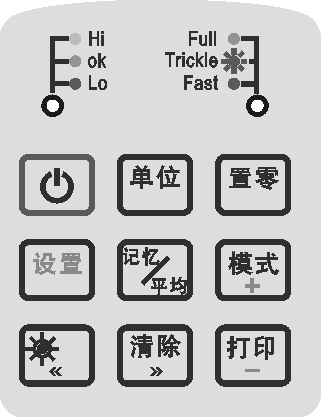 Hi Full
ok Trickle
Lo Fast
单位 置零
设置 记忆/平均 模式
+
« 清除 打印
» −